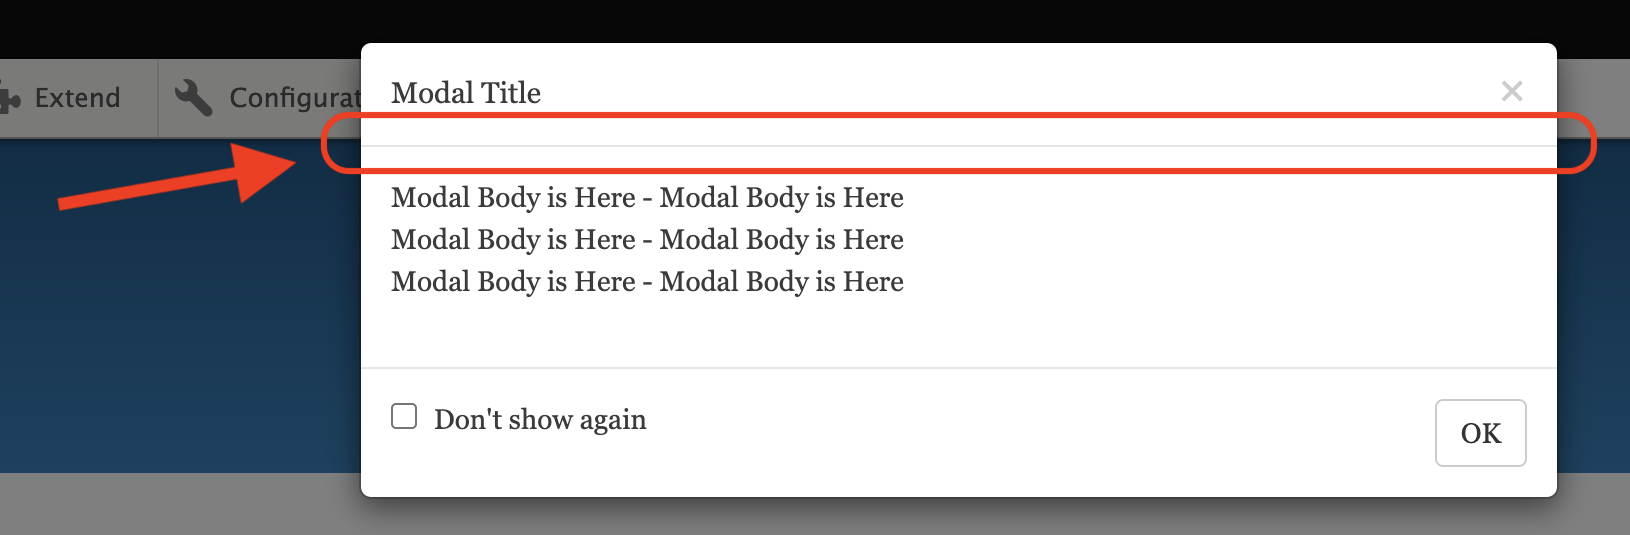 Extend
Configurat
Modal Title
Modal Body is Here - Modal Body is Here
Modal Body is Here - Modal Body is Here
Modal Body is Here - Modal Body is Here
Don't show again
OK